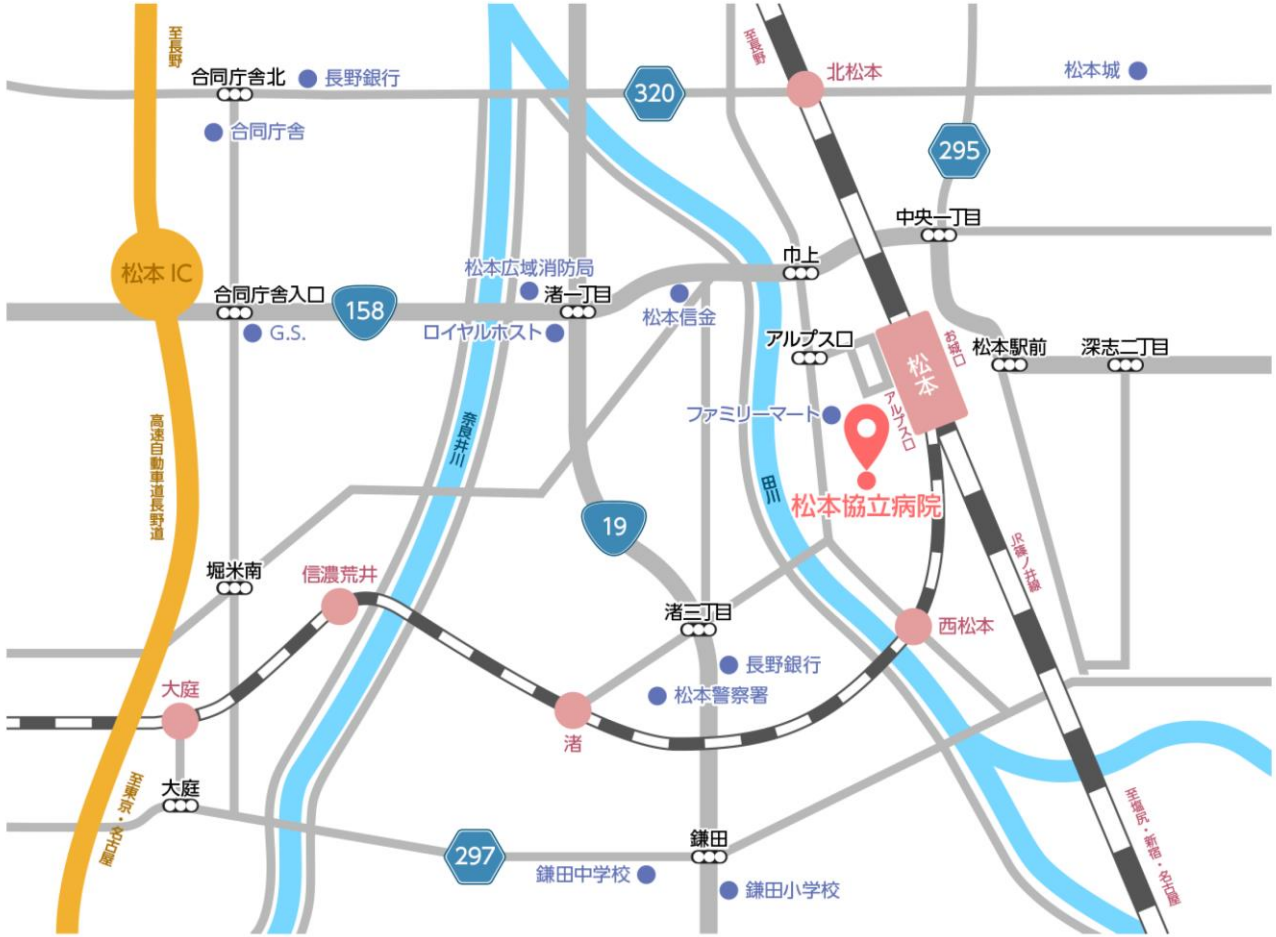 至長野
至長野
合同庁舎北
長野銀行
320
北松本
松本城
合同庁舎
295
中央一丁目
松本IC
松本広域消防局
巾上
合同庁舎入口
158
渚一丁目
松本信金
G.S.
ロイヤルホスト
アルプス口
松本
お城口
松本駅前
深志二丁目
奈良井川
ファミリーマート
アルプス口
高速自動車道長野道
田川
松本協立病院
19
JR篠ノ井線
堀米南
信濃荒井
渚三丁目
西松本
長野銀行
大庭
松本警察署
渚
大庭
至東京・名古屋
至塩尻・新宿・名古屋
鎌田
297
鎌田中学校
鎌田小学校